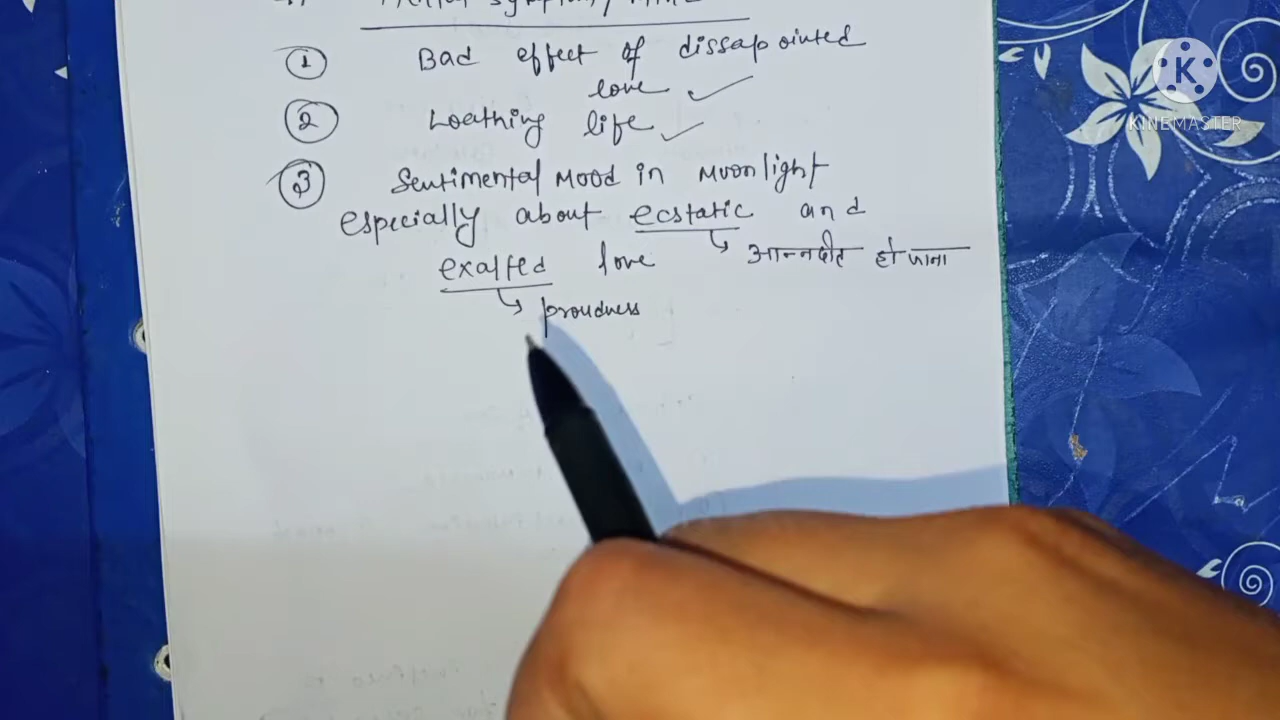 symptom/
① Bad effect of dissapointed
love ✓
② Loathing life ✓
③ Sentimental Mood in Moonlight
especially about ecstatic and
आनन्दीत हो जाना
exalted love
proudness
K
KINEMASTER